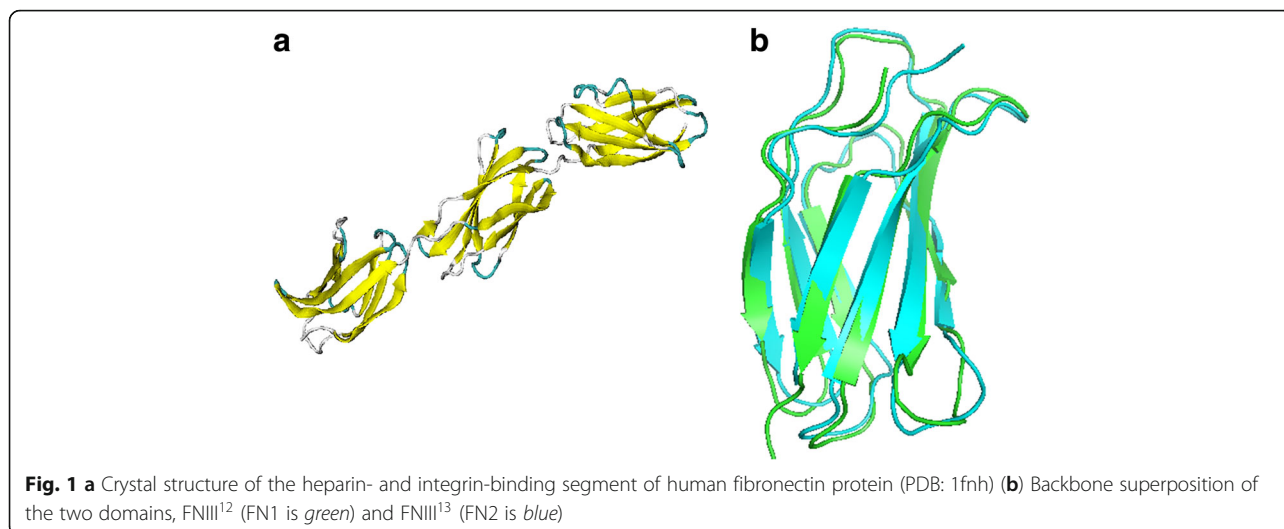 a b
Fig. 1 a Crystal structure of the heparin- and integrin-binding segment of human fibronectin protein (PDB: 1fnh) (b) Backbone superposition of
the two domains, FNIII¹² (FN1 is green) and FNIII¹³ (FN2 is blue)